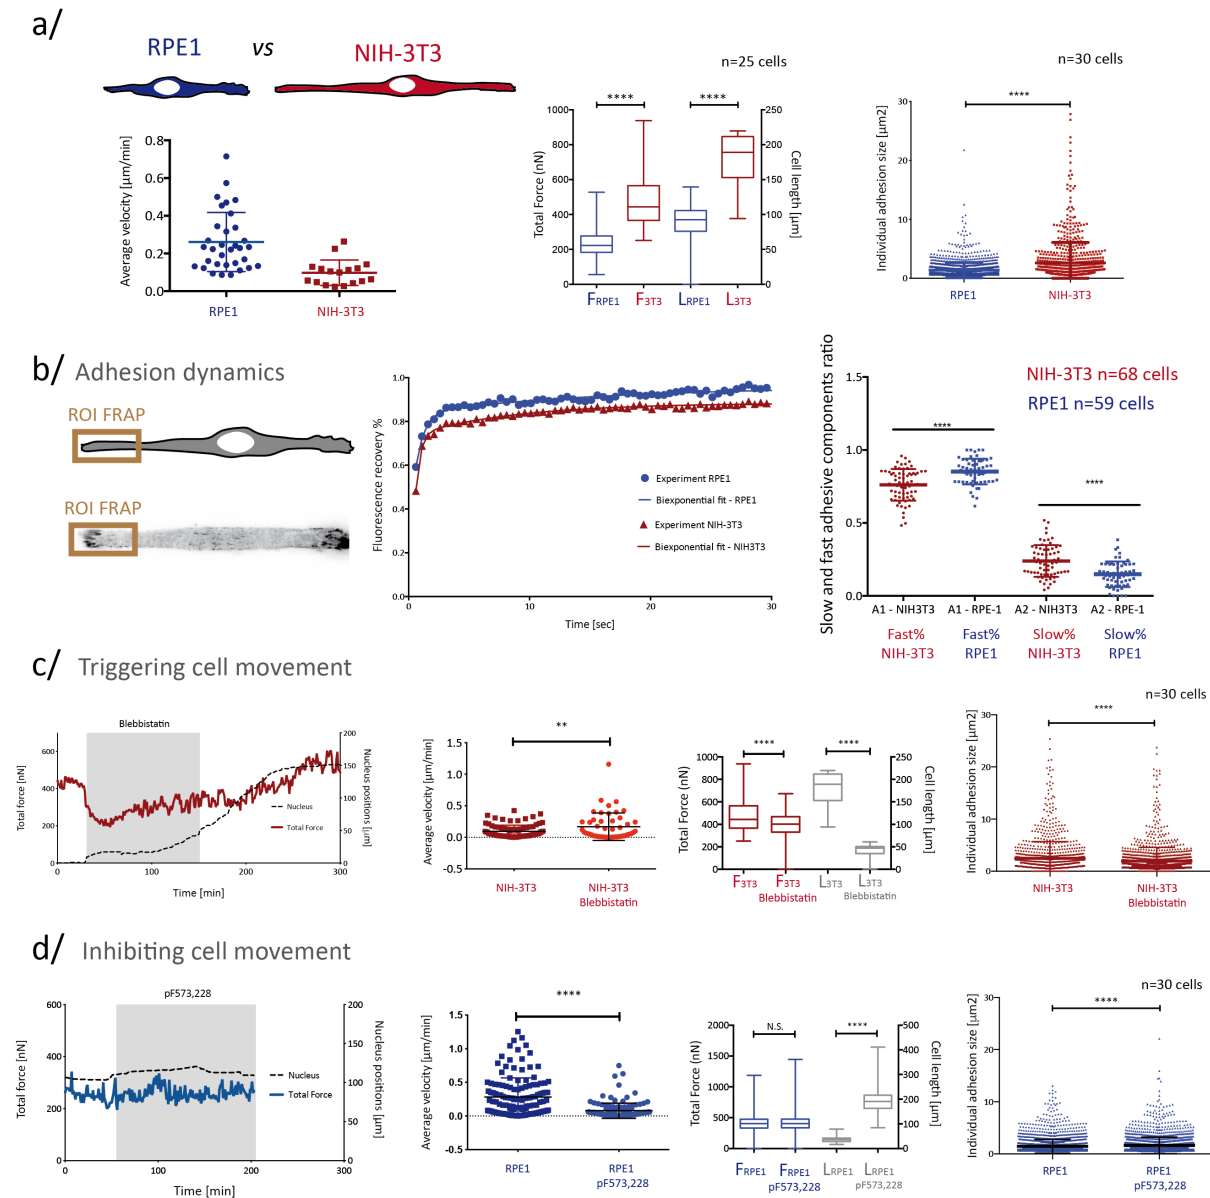 a/
RPE1 vs NIH-3T3
n=25 cells
n=30 cells
Average velocity [μm/min]
0.8
0.6
0.4
0.2
0.0
RPE1
NIH-3T3
****
****
Total Force (nN)
1000
800
600
400
200
0
250
200
150
100
50
0
Cell length [μm]
FRPE1
F3T3
LRPE1
L3T3
****
Individual adhesion size [μm2]
30
20
10
0
RPE1
NIH-3T3
b/ Adhesion dynamics
ROI FRAP
ROI FRAP
Fluorescence recovery %
1.0
0.8
0.6
0.4
0.2
0.0
0
10
20
30
Time [sec]
Experiment RPE1
Biexponential fit - RPE1
Experiment NIH-3T3
Biexponential fit - NIH3T3
Slow and fast adhesive components ratio
1.5
1.0
0.5
0.0
NIH-3T3 n=68 cells
RPE1 n=59 cells
****
****
A1 - NIH3T3
A1 - RPE-1
A2 - NIH3T3
A2 - RPE-1
Fast%
NIH-3T3
Fast%
RPE1
Slow%
NIH-3T3
Slow%
RPE1
c/ Triggering cell movement
Blebbistatin
Total force (nN)
600
400
200
0
200
150
100
50
0
Nucleus positions [μm]
Nucleus
Total Force
0
100
200
300
Time [min]
**
Average velocity [μm/min]
1.5
1.0
0.5
0.0
-0.5
NIH-3T3
NIH-3T3
Blebbistatin
****
****
Total Force (nN)
1000
800
600
400
200
0
250
200
150
100
50
0
Cell length [μm]
F3T3
F3T3
Blebbistatin
L3T3
L3T3
Blebbistatin
n=30 cells
****
Individual adhesion size [μm2]
30
20
10
0
NIH-3T3
NIH-3T3
Blebbistatin
d/ Inhibiting cell movement
pF573,228
Total force (nN)
600
400
200
0
200
150
100
50
0
Nucleus positions [μm]
Nucleus
Total Force
0
100
200
300
Time [min]
****
Average velocity [μm/min]
1.5
1.0
0.5
0.0
-0.5
RPE1
RPE1
pF573,228
N.S.
****
Total Force (nN)
2000
1500
1000
500
0
500
400
300
200
100
0
Cell length [μm]
FRPE1
FRPE1
pF573,228
LRPE1
LRPE1
pF573,228
n=30 cells
****
Individual adhesion size [μm2]
30
20
10
0
RPE1
RPE1
pF573,228